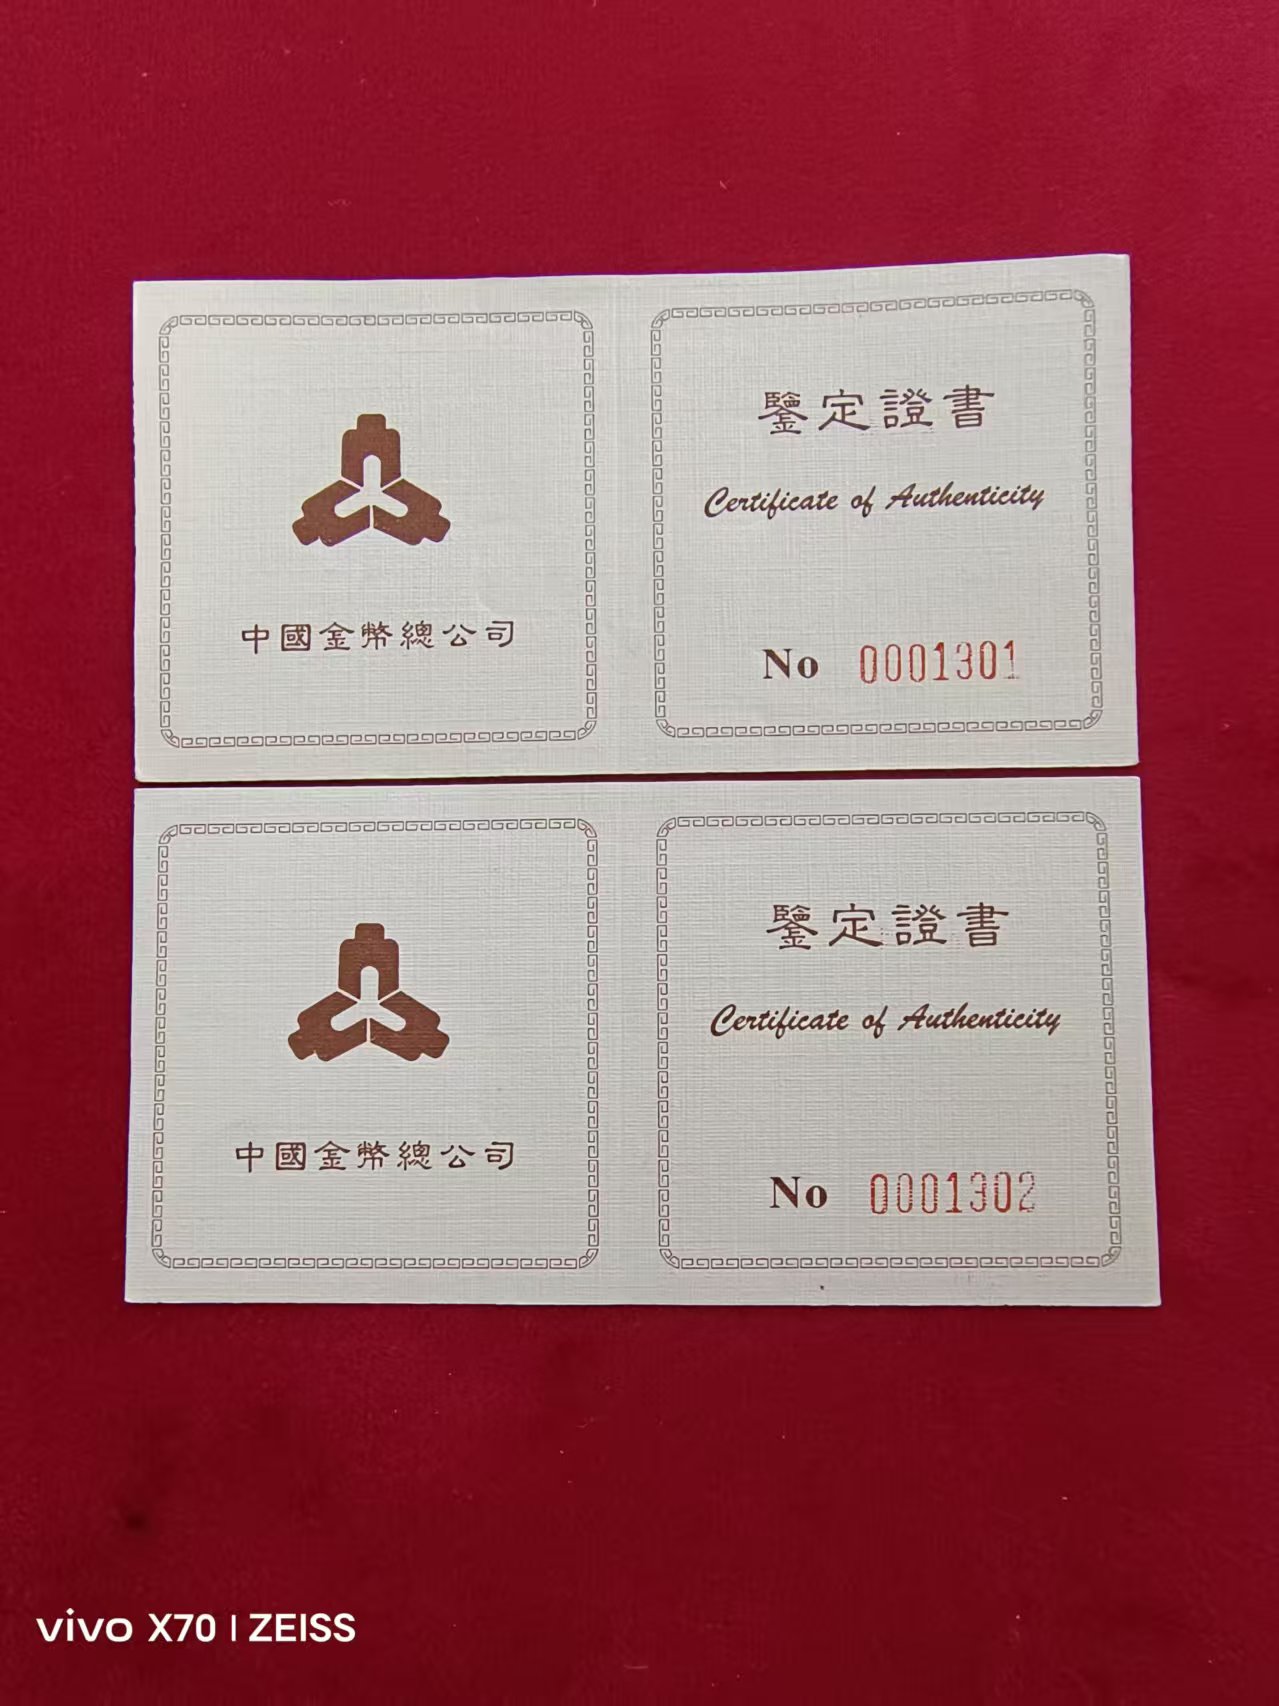 鑒定證書
Certificate of Authenticity
中國金幣總公司
No 0001301
鑒定證書
Certificate of Authenticity
中國金幣總公司
No 0001302
vivo X70 | ZEISS